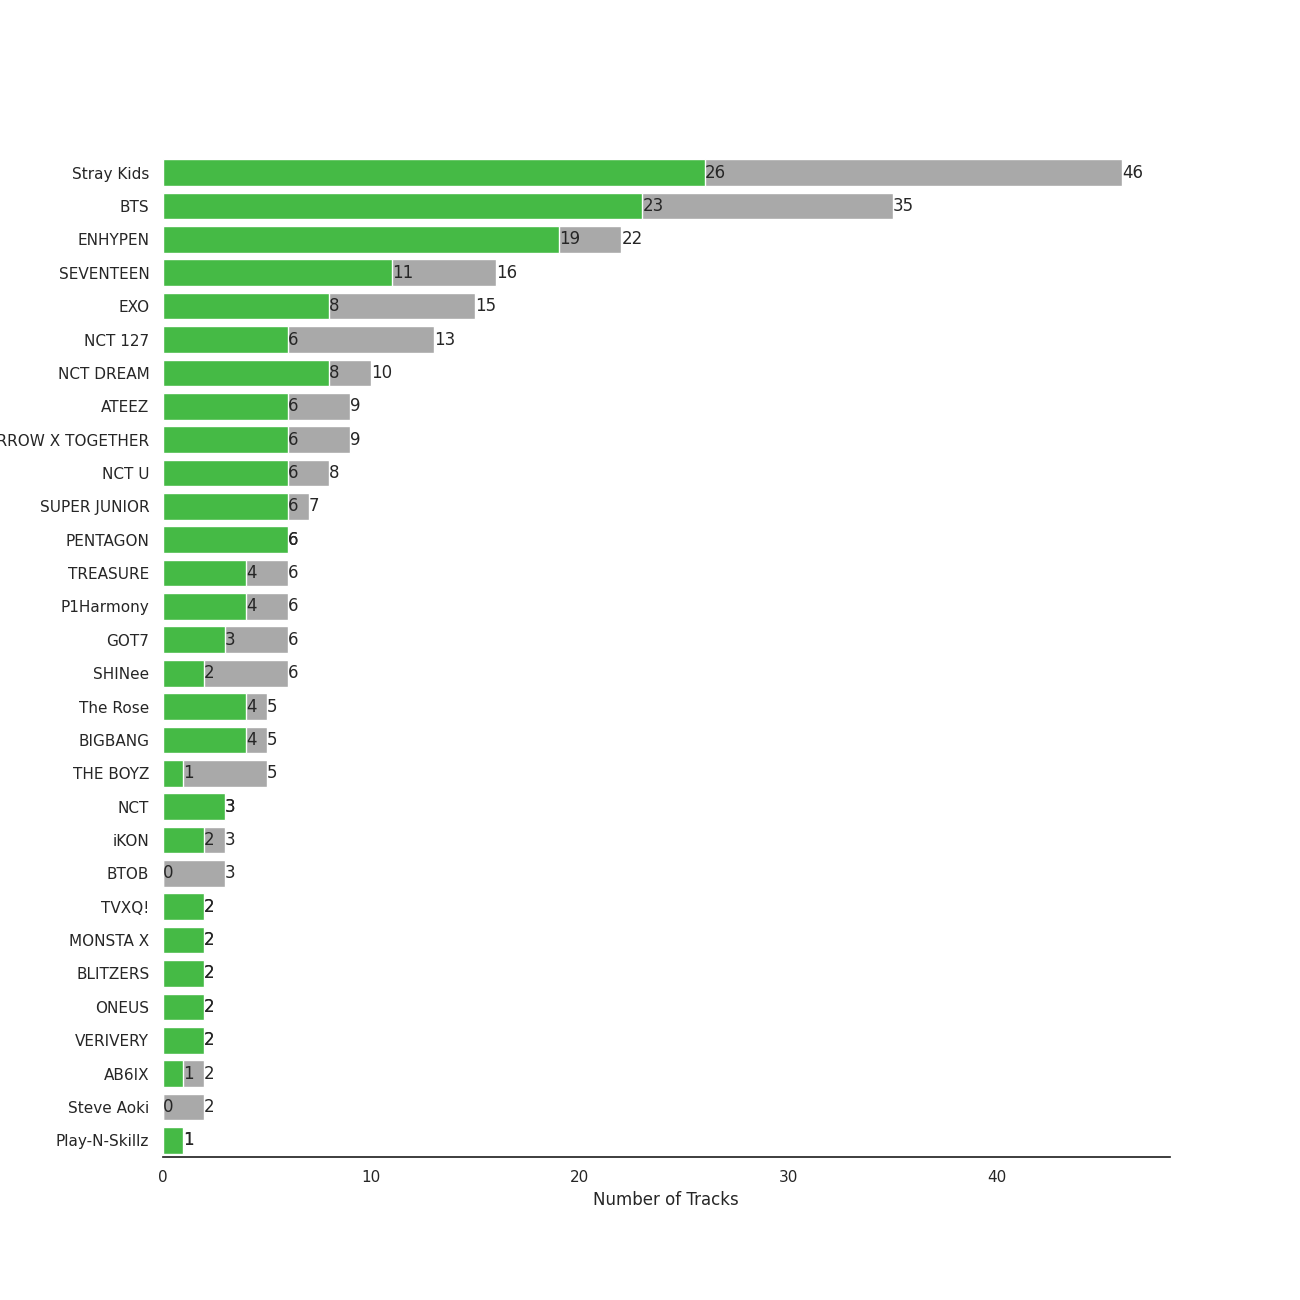 Stray Kids 26 46
BTS 23 35
ENHYPEN 19 22
SEVENTEEN 11 16
EXO 8 15
NCT 127 6 13
NCT DREAM 8 10
ATEEZ 6 9
RROW X TOGETHER 6 9
NCT U 6 8
SUPER JUNIOR 6 7
PENTAGON 6
TREASURE 4 6
P1Harmony 4 6
GOT7 3 6
SHINee 2 6
The Rose 4 5
BIGBANG 4 5
THE BOYZ 1 5
NCT 3
iKON 2 3
BTOB 0 3
TVXQ! 2
MONSTA X 2
BLITZERS 2
ONEUS 2
VERIVERY 2
AB6IX 1 2
Steve Aoki 0 2
Play-N-Skillz 1
0 10 20 30 40
Number of Tracks